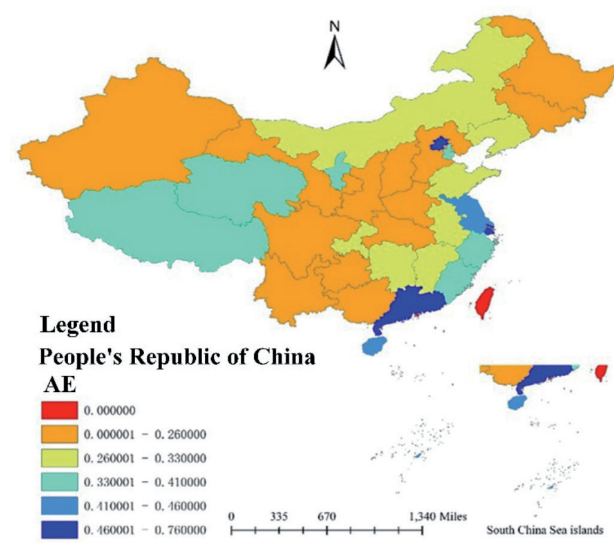 N
Legend
People's Republic of China
AE
0.000000
0.000001 - 0.260000
0.260001 - 0.330000
0.330001 - 0.410000
0.410001 - 0.460000
0.460001 - 0.760000
0 335 670 1,340 Miles
South China Sea islands